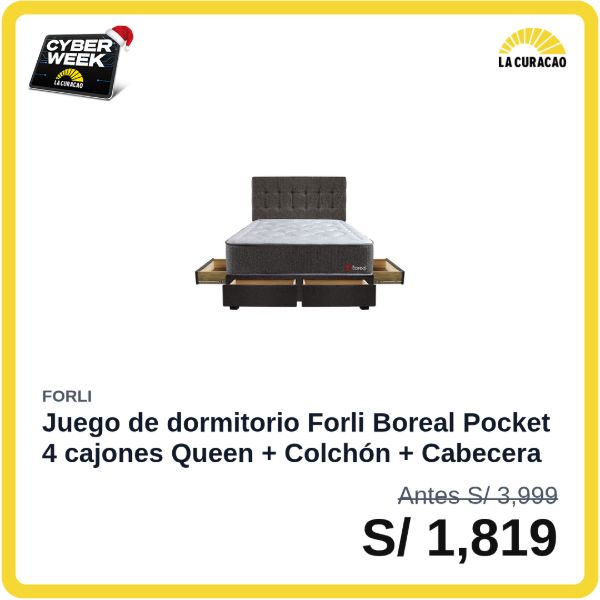 CYBER
WEEK
LA CURACAO
LA CURACAO
FORLI
Juego de dormitorio Forli Boreal Pocket
4 cajones Queen + Colchón + Cabecera
Antes S/ 3,999
S/ 1,819